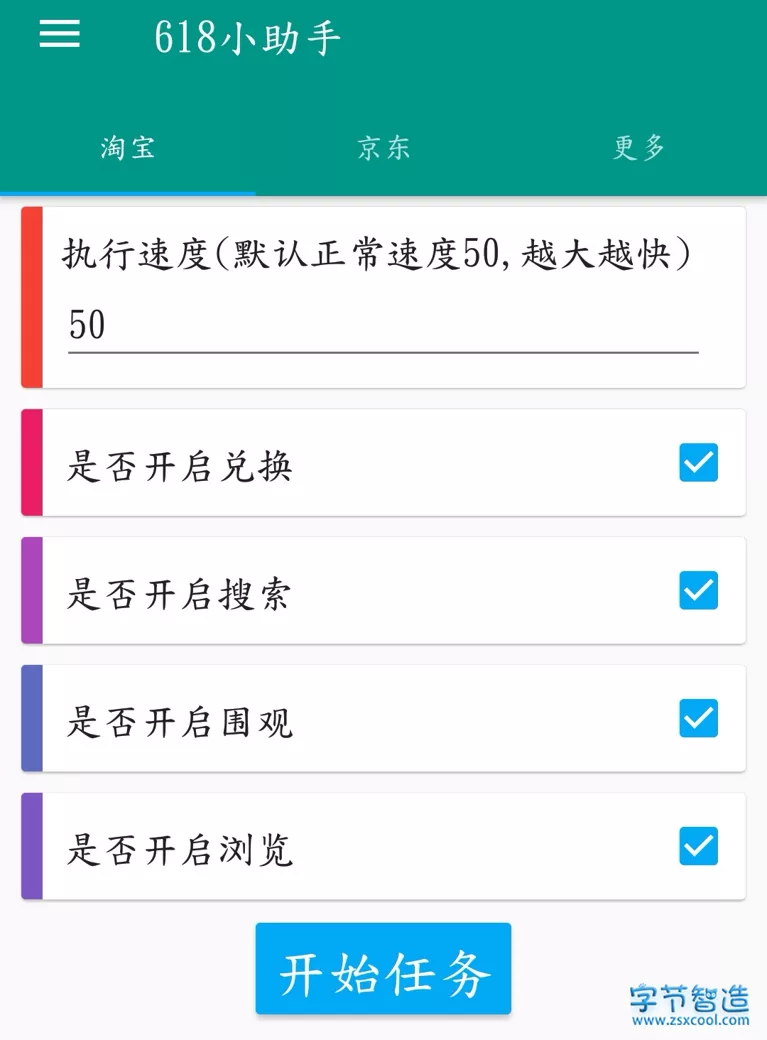 618小助手
淘宝
京东
更多
执行速度(默认正常速度50,越大越快)
50
是否开启兑换
是否开启搜索
是否开启围观
是否开启浏览
开始任务
字节智造
www.zsxcool.com